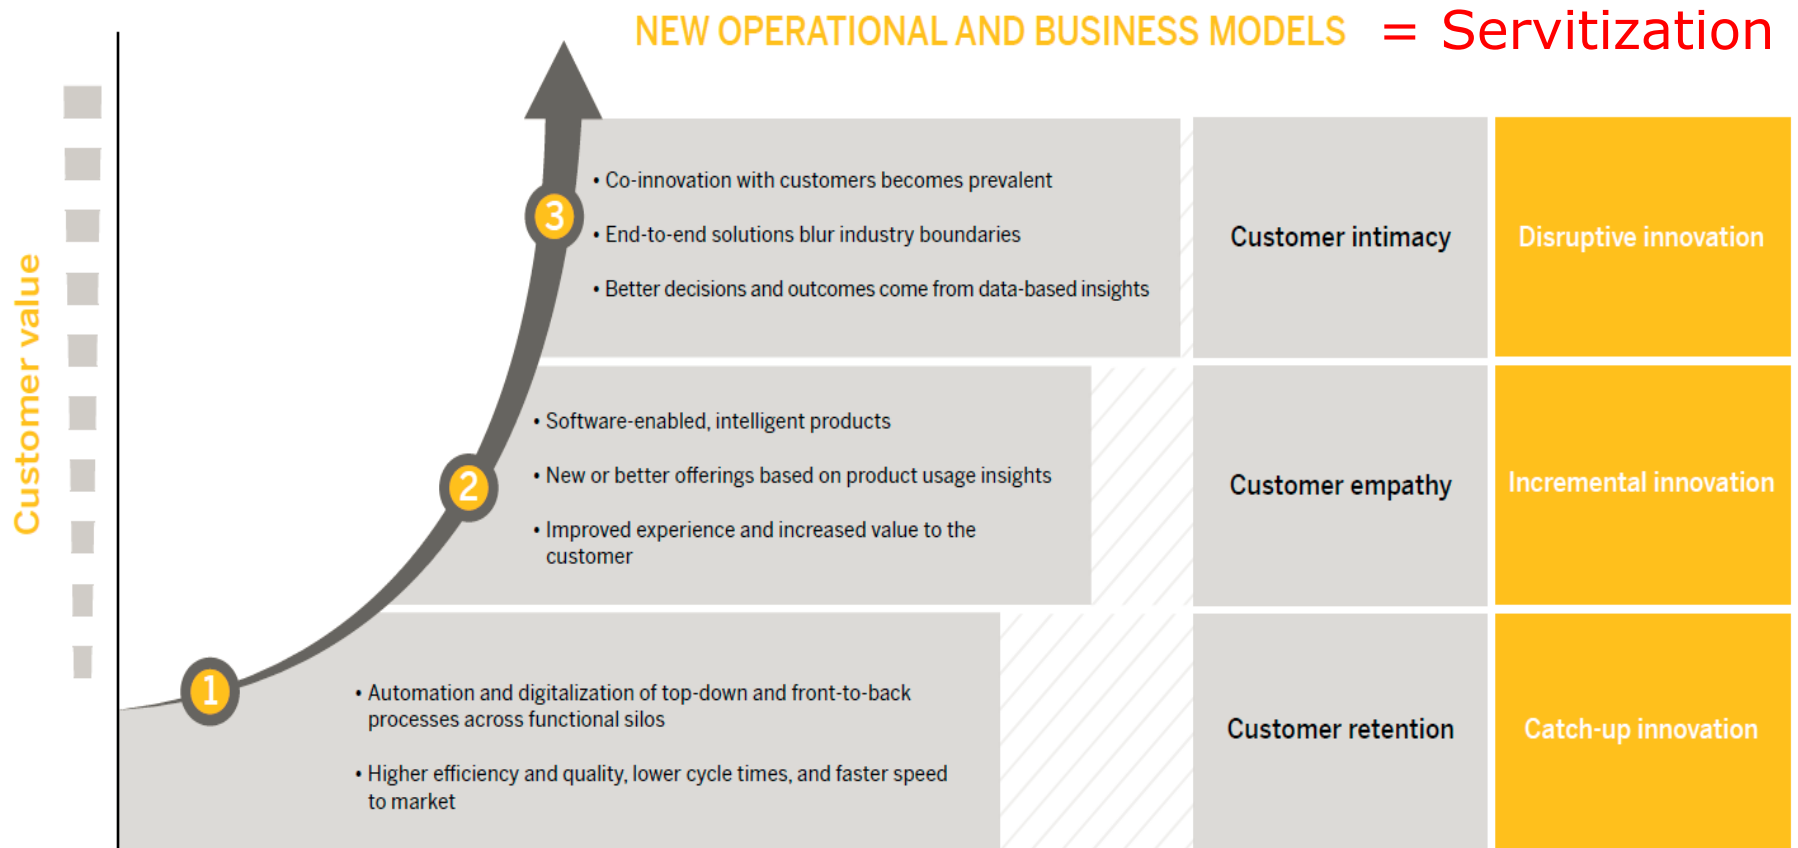 NEW OPERATIONAL AND BUSINESS MODELS = Servitization
Customer value
3
• Co-innovation with customers becomes prevalent
• End-to-end solutions blur industry boundaries
• Better decisions and outcomes come from data-based insights
Customer intimacy
Disruptive innovation
2
• Software-enabled, intelligent products
• New or better offerings based on product usage insights
• Improved experience and increased value to the
customer
Customer empathy
Incremental innovation
1
• Automation and digitalization of top-down and front-to-back
processes across functional silos
• Higher efficiency and quality, lower cycle times, and faster speed
to market
Customer retention
Catch-up innovation